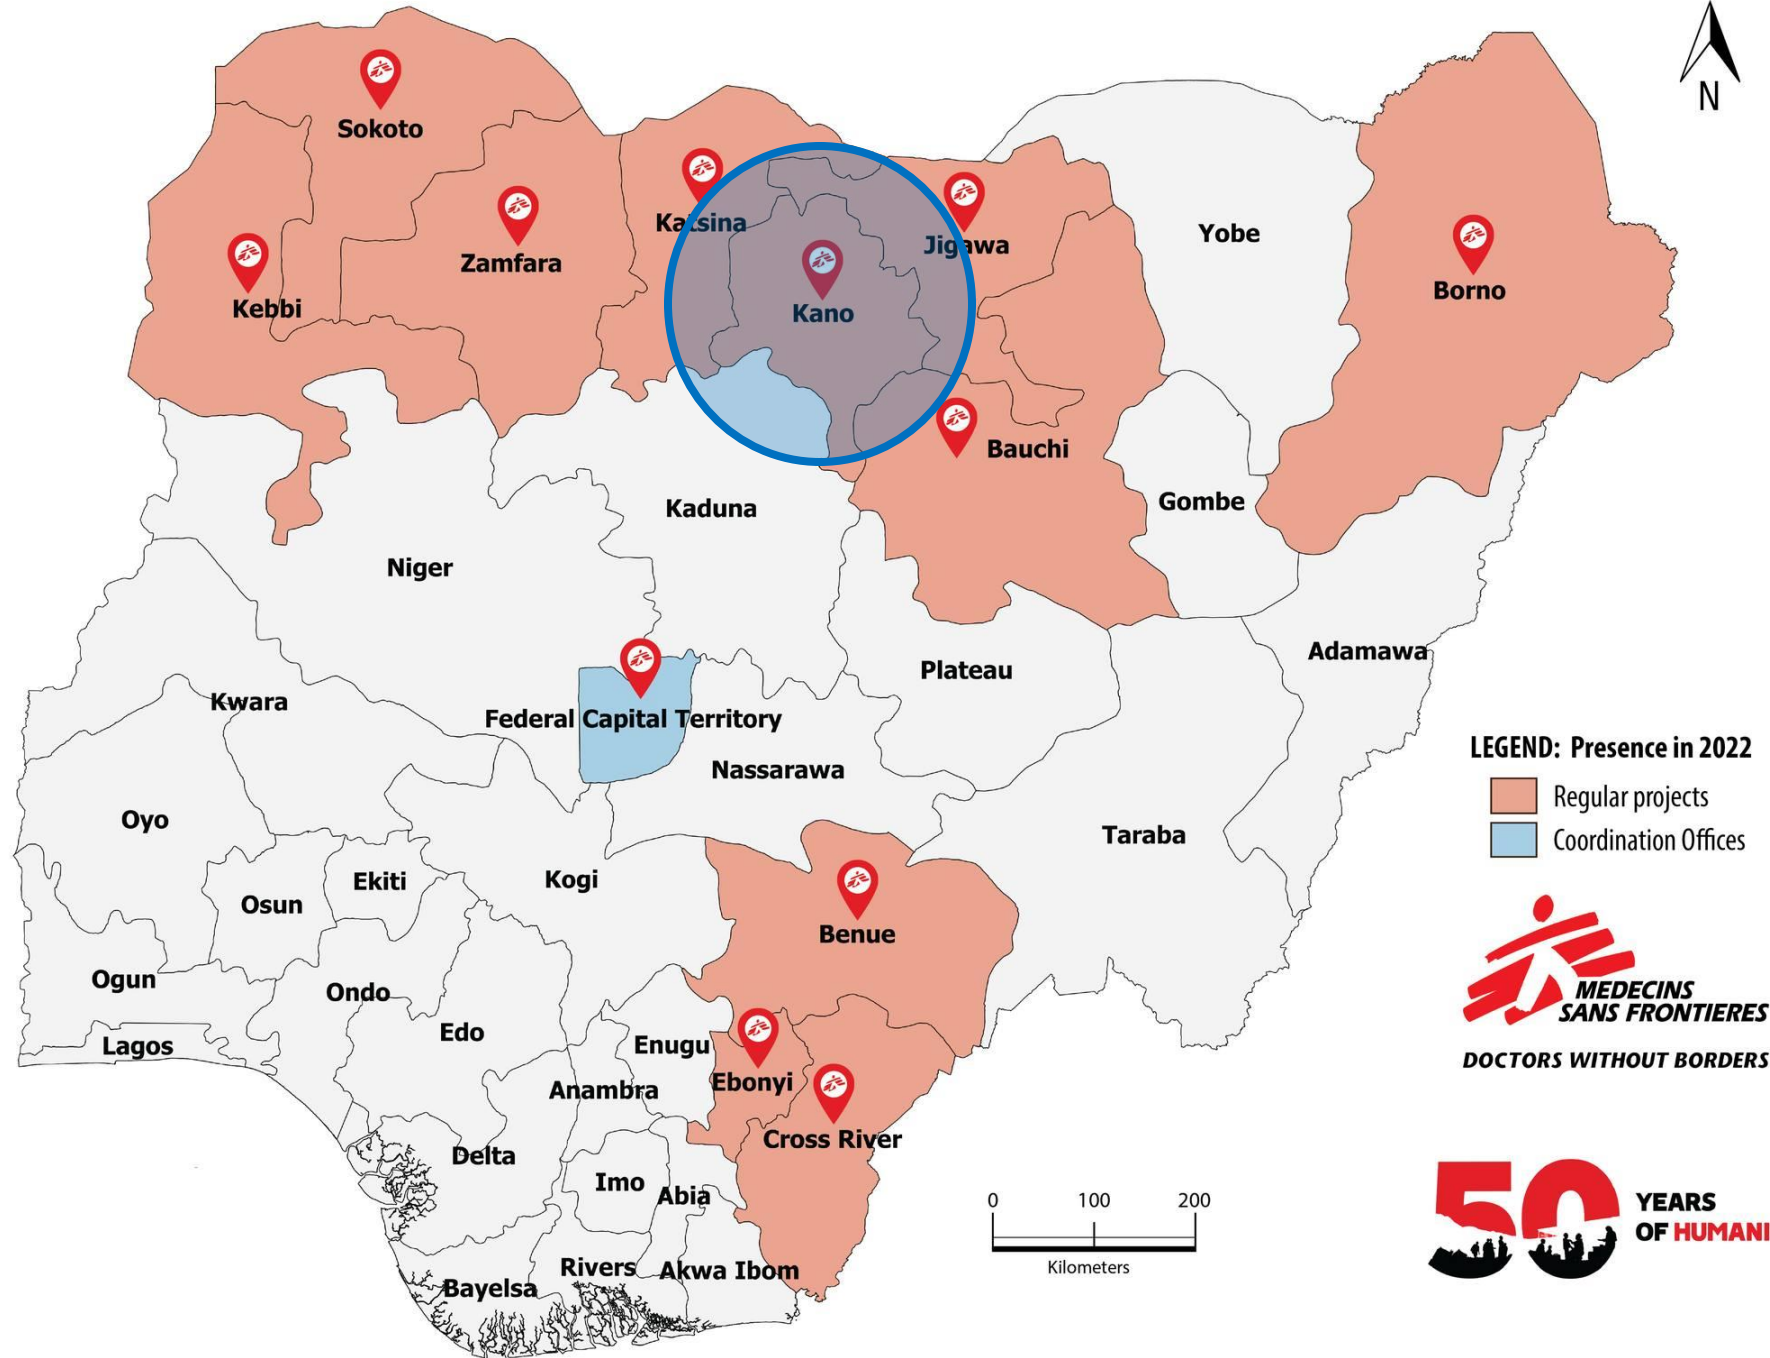 N
Sokoto
Katsina
Yobe
Jigawa
Zamfara
Borno
Kebbi
Kano
Bauchi
Gombe
Kaduna
Niger
Adamawa
Plateau
Kwara
Federal Capital Territory
Nassarawa
LEGEND: Presence in 2022
Regular projects
Coordination Offices
Oyo
Taraba
Ekiti
Kogi
Osun
Benue
Ogun
Ondo
MEDECINS
SANS FRONTIERES
DOCTORS WITHOUT BORDERS
Edo
Lagos
Enugu
Ebonyi
Anambra
Cross River
Delta
Imo
Abia
0 100 200
Kilometers
50 YEARS
OF HUMANI
Rivers
Akwa Ibom
Bayelsa